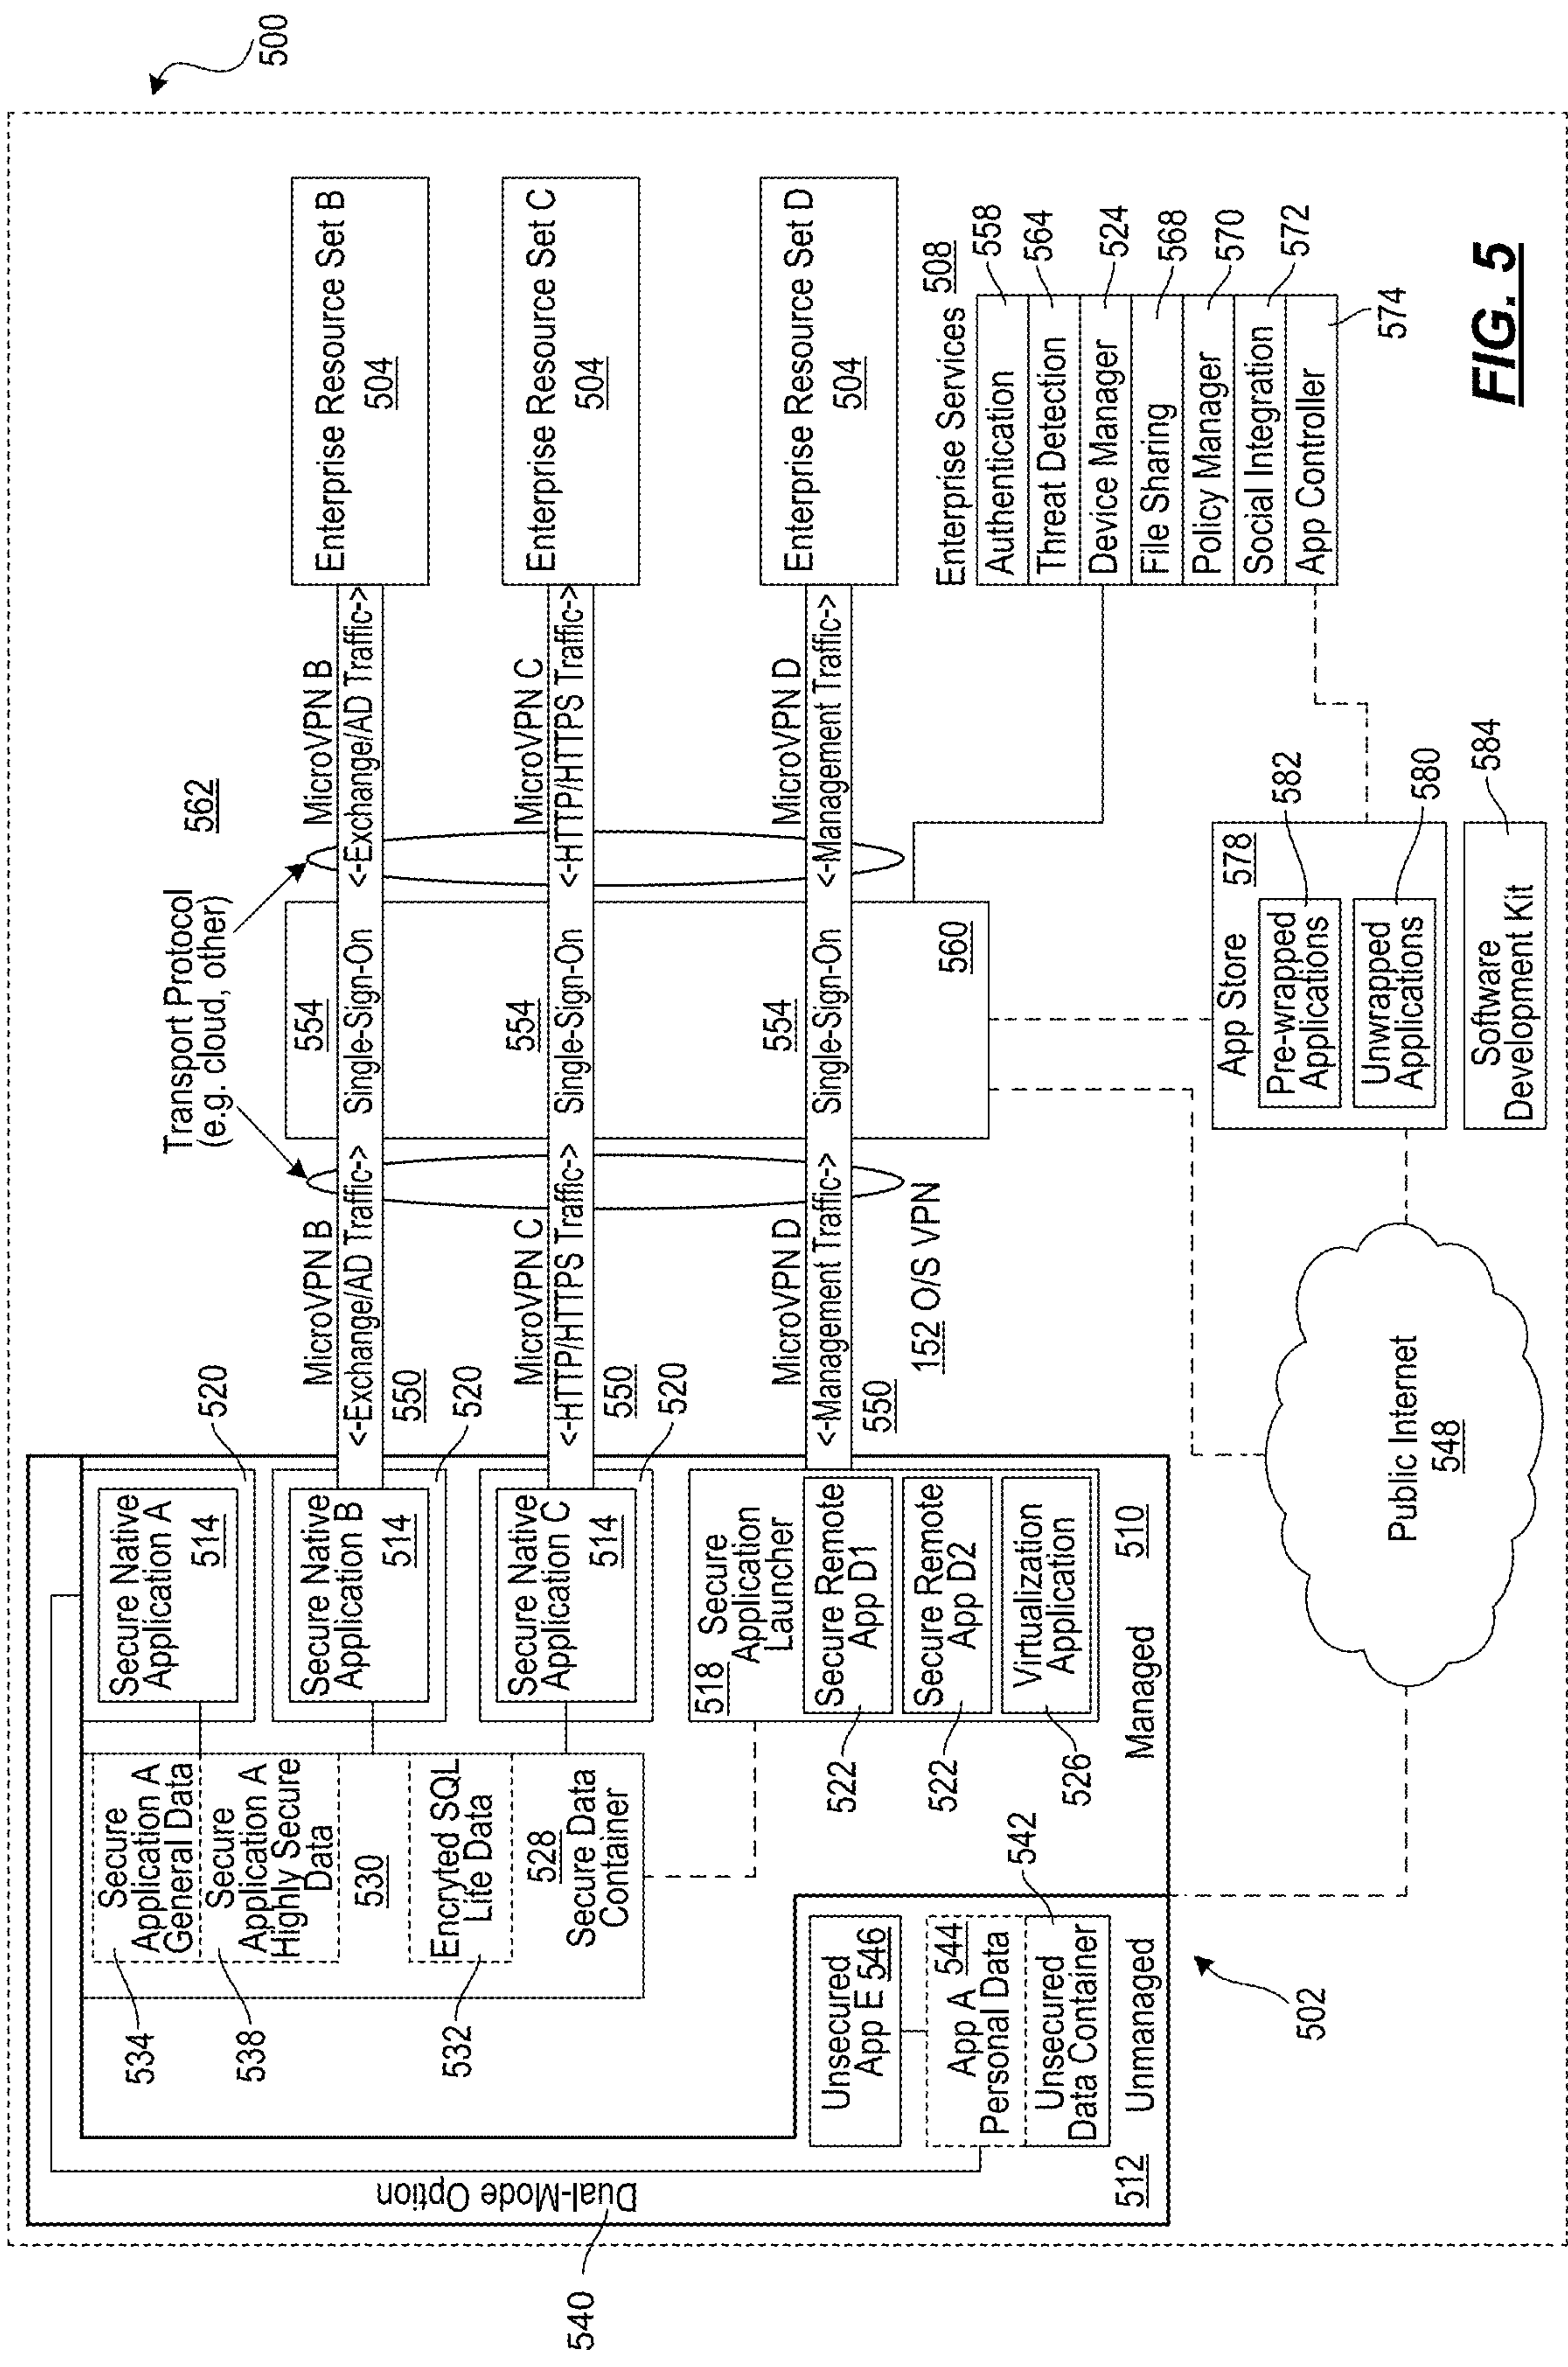 500
Transport Protocol
(e.g. cloud, other)
562
Secure Native
Application A
514
520
Secure
Application A
General Data
534
Secure
Application A
Highly Secure
Data
538
530
Encryted SQL
Life Data
532
528
Secure Data
Container
Secure Native
Application B
514
520
MicroVPN B
<-Exchange/AD Traffic->
550
554
Single-Sign-On
MicroVPN B
<-Exchange/AD Traffic->
Enterprise Resource Set B
504
Secure Native
Application C
514
520
MicroVPN C
<-HTTP/HTTPS Traffic->
550
554
Single-Sign-On
MicroVPN C
<-HTTP/HTTPS Traffic->
Enterprise Resource Set C
504
518 Secure
Application
Launcher
Secure Remote
App D1
522
Secure Remote
App D2
522
Virtualization
Application
526
MicroVPN D
<-Management Traffic->
550
152 O/S VPN
554
Single-Sign-On
560
MicroVPN D
<-Management Traffic->
Enterprise Resource Set D
504
Managed
510
Dual-Mode Option
540
Unsecured
App E 546
App A 544
Personal Data
Unsecured
Data Container
542
512
Unmanaged
502
Enterprise Services 508
Authentication
558
Threat Detection
564
Device Manager
524
File Sharing
568
Policy Manager
570
Social Integration
572
App Controller
574
App Store 578
Pre-wrapped
Applications
582
Unwrapped
Applications
580
Software
Development Kit
584
Public Internet
548
FIG. 5